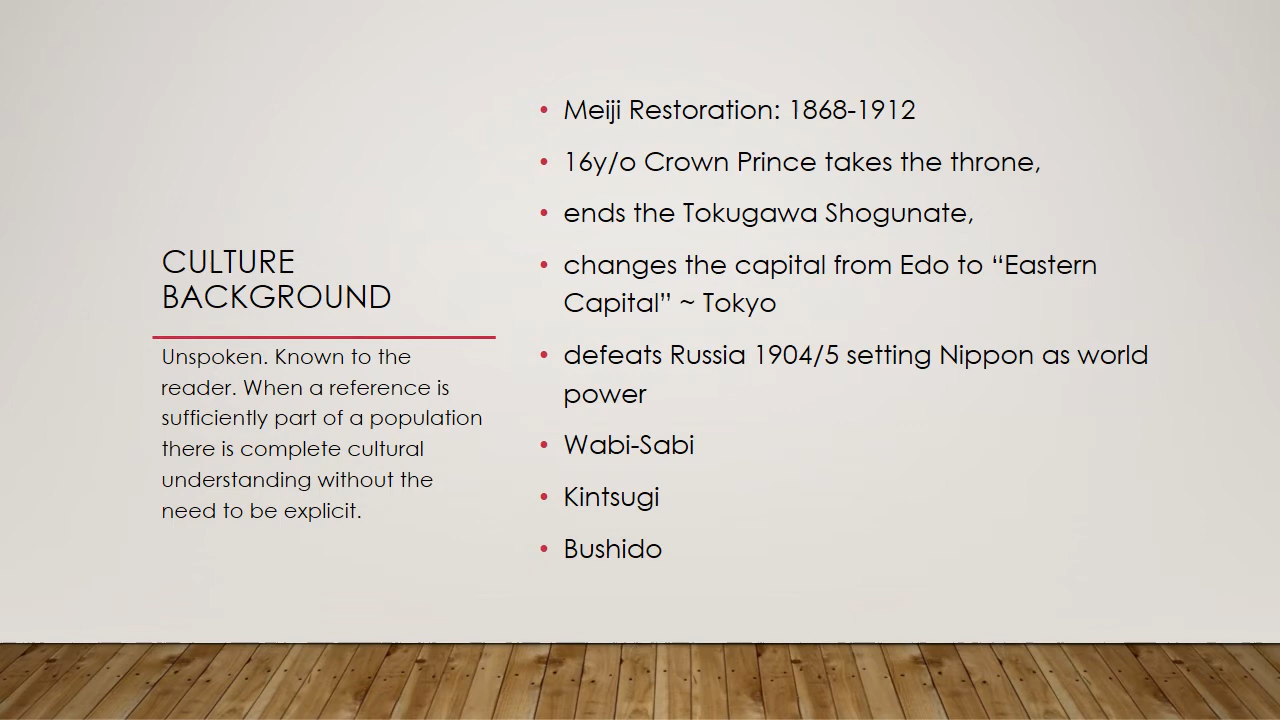 CULTURE
BACKGROUND
Unspoken. Known to the
reader. When a reference is
sufficiently part of a population
there is complete cultural
understanding without the
need to be explicit.
• Meiji Restoration: 1868-1912
• 16y/o Crown Prince takes the throne,
• ends the Tokugawa Shogunate,
• changes the capital from Edo to “Eastern
Capital” ~ Tokyo
• defeats Russia 1904/5 setting Nippon as world
power
• Wabi-Sabi
• Kintsugi
• Bushido